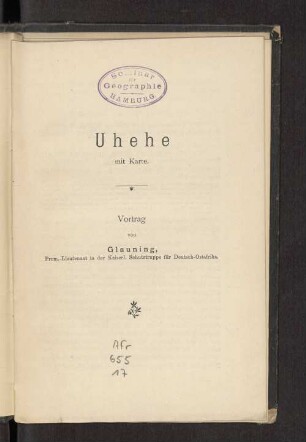 Seminar
für
Geographie
HAMBURG
Uhehe
mit Karte.
Vortrag
von
Glauning,
Prem.-Lieutenant in der Kaiserl. Schutztruppe für Deutsch-Ostafrika.
Afr
655
17